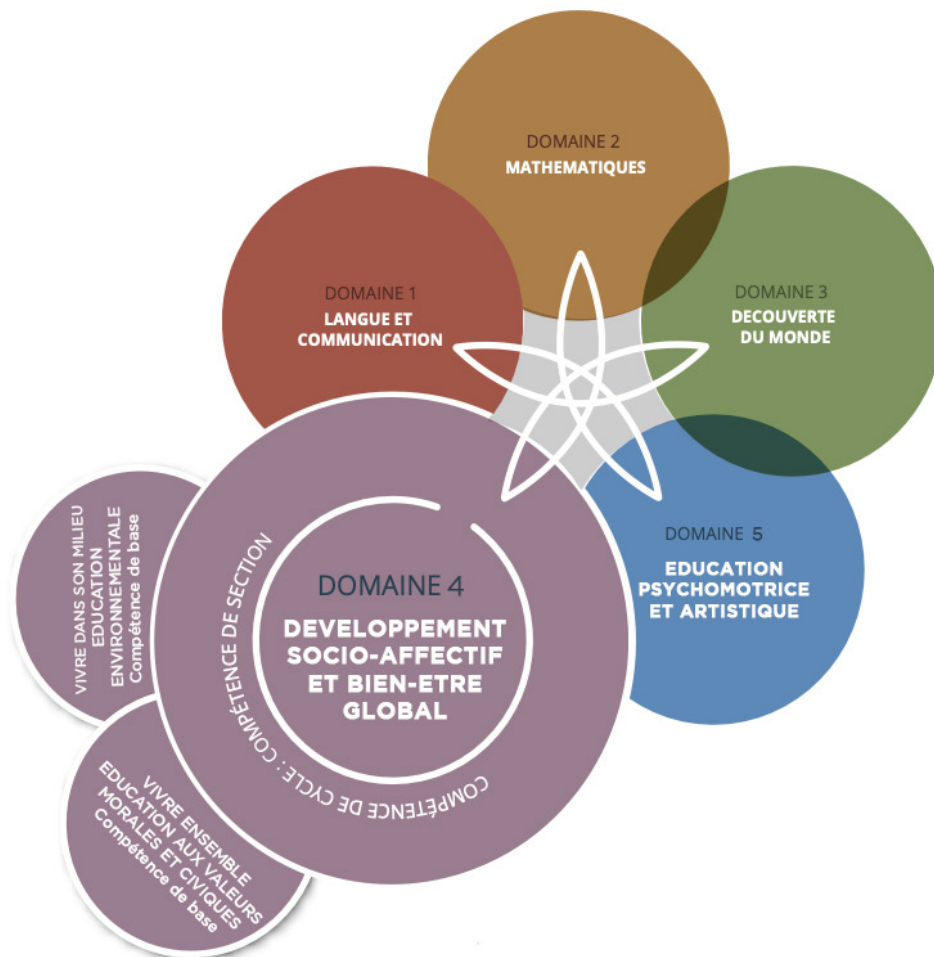 DOMAINE 2
MATHEMATIQUES
DOMAINE 1
LANGUE ET
COMMUNICATION
DOMAINE 3
DECOUVERTE
DU MONDE
DOMAINE 4
DEVELOPPEMENT
SOCIO-AFFECTIF
ET BIEN-ETRE
GLOBAL
COMPÉTENCE DE CYCLE : COMPÉTENCE DE SECTION
DOMAINE 5
EDUCATION
PSYCHOMOTRICE
ET ARTISTIQUE
VIVRE DANS SON MILIEU
EDUCATION
ENVIRONNEMENTALE
Compétence de base
VIVRE ENSEMBLE
EDUCATION AUX VALEURS
MORALES ET CIVIQUES
Compétence de base